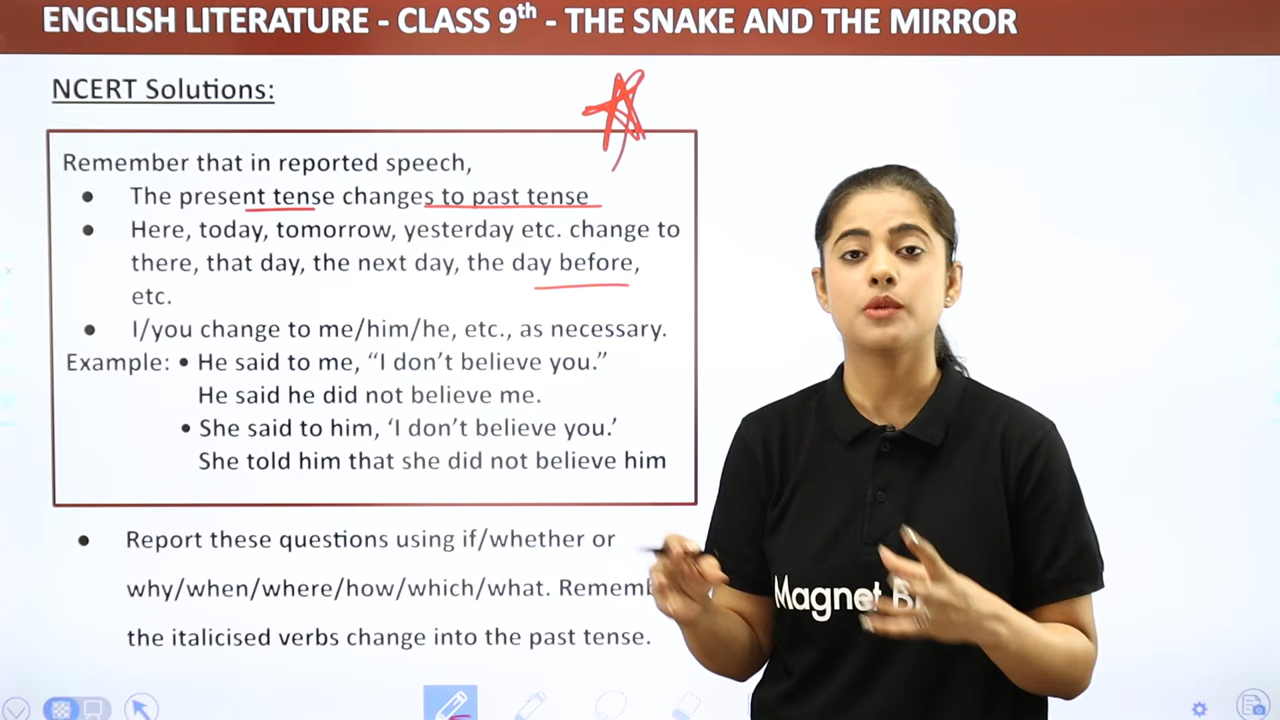 ENGLISH LITERATURE - CLASS 9th - THE SNAKE AND THE MIRROR
NCERT Solutions:
Remember that in reported speech,
● The present tense changes to past tense
● Here, today, tomorrow, yesterday etc. change to
there, that day, the next day, the day before,
etc.
● I/you change to me/him/he, etc., as necessary.
Example: • He said to me, “I don’t believe you.”
He said he did not believe me.
• She said to him, ‘I don’t believe you.’
She told him that she did not believe him
● Report these questions using if/whether or
why/when/where/how/which/what.
the italicised verbs change into the past tense.
Magnet